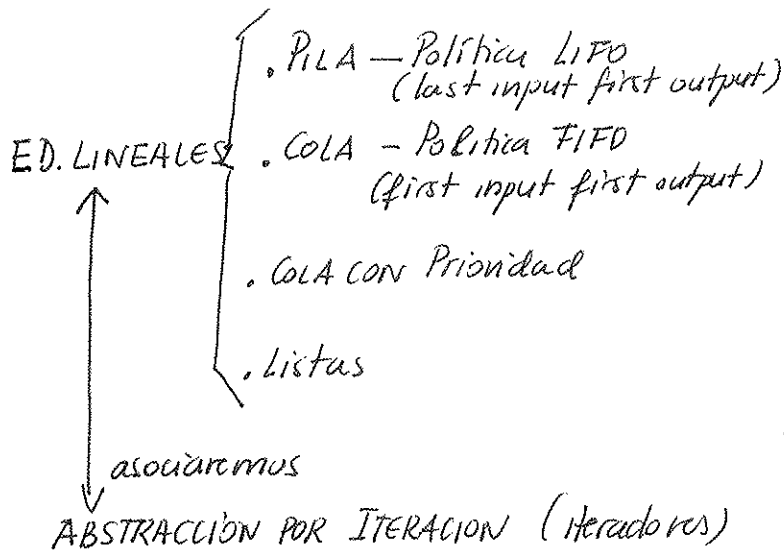 . PILA — Política LIFO
(last input first output)
ED. LINEALES
. COLA - Política FIFO
(first input first output)
. COLA CON Prioridad
. Listas
asociaremos
ABSTRACCIÓN POR ITERACION (iteradores)